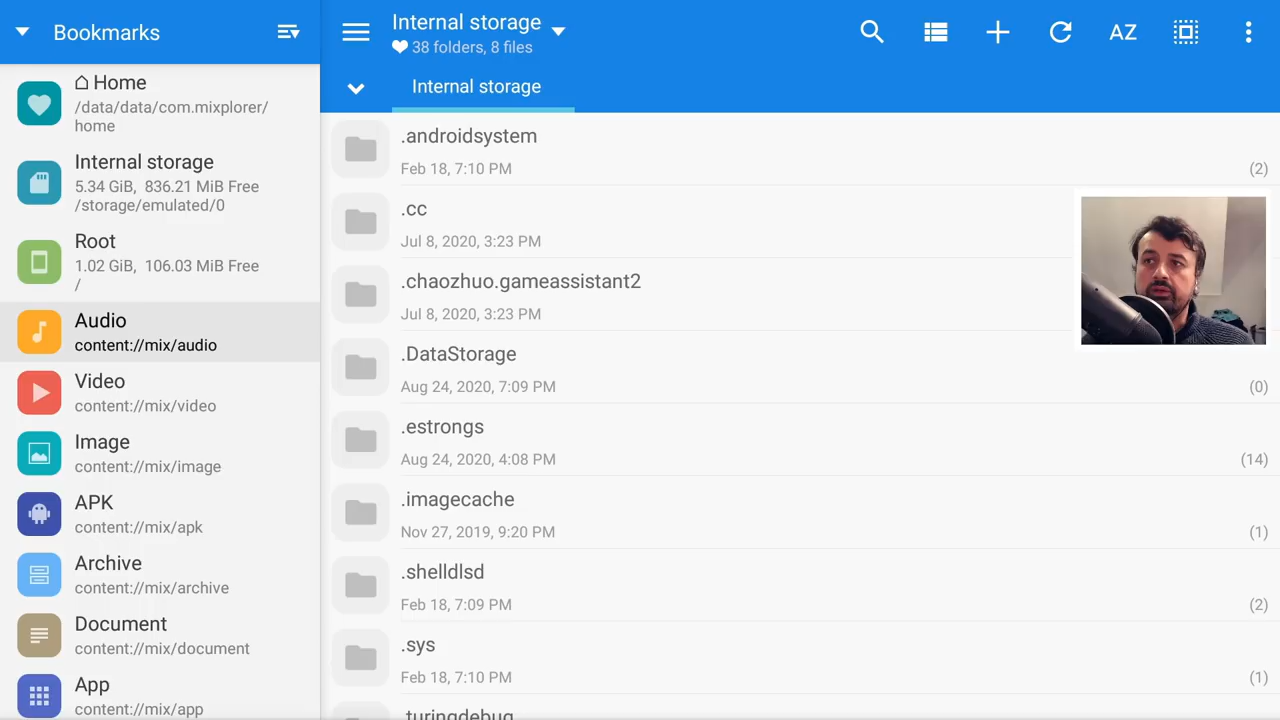 Bookmarks
Home
/data/data/com.mixplorer/
home
Internal storage
5.34 GiB,  836.21 MiB Free
/storage/emulated/0
Root
1.02 GiB,  106.03 MiB Free
/
Audio
content://mix/audio
Video
content://mix/video
Image
content://mix/image
APK
content://mix/apk
Archive
content://mix/archive
Document
content://mix/document
App
content://mix/app
Internal storage
38 folders, 8 files
AZ
Internal storage
.androidsystem
Feb 18, 7:10 PM
(2)
.cc
Jul 8, 2020, 3:23 PM
.chaozhuo.gameassistant2
Jul 8, 2020, 3:23 PM
.DataStorage
Aug 24, 2020, 7:09 PM
(0)
.estrongs
Aug 24, 2020, 4:08 PM
(14)
.imagecache
Nov 27, 2019, 9:20 PM
(1)
.shelldlsd
Feb 18, 7:09 PM
(2)
.sys
Feb 18, 7:10 PM
(1)
.turingdebug